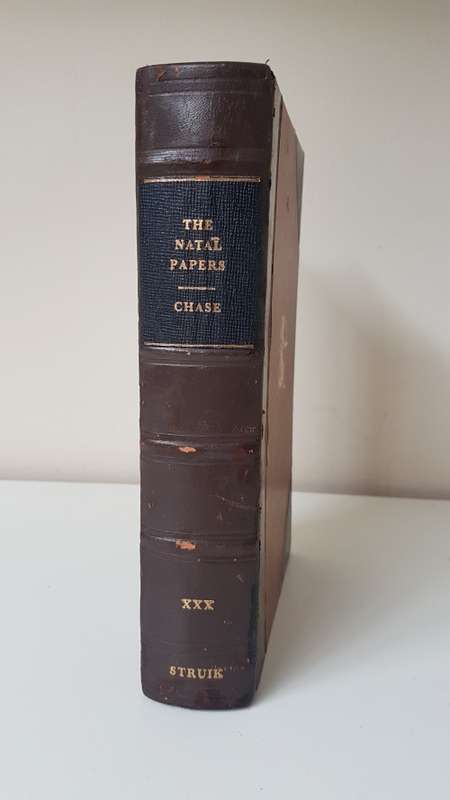 THE
NATAL
PAPERS
CHASE
XXX
STRUIK